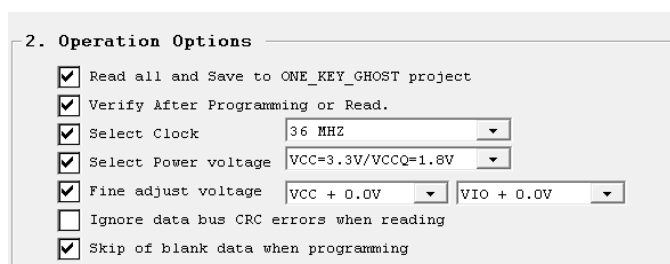 2. Operation Options
Read all and Save to ONE_KEY_GHOST project
Verify After Programming or Read.
Select Clock 36 MHZ
Select Power voltage VCC=3.3V/VCCQ=1.8V
Fine adjust voltage VCC + 0.0V VIO + 0.0V
Ignore data bus CRC errors when reading
Skip of blank data when programming